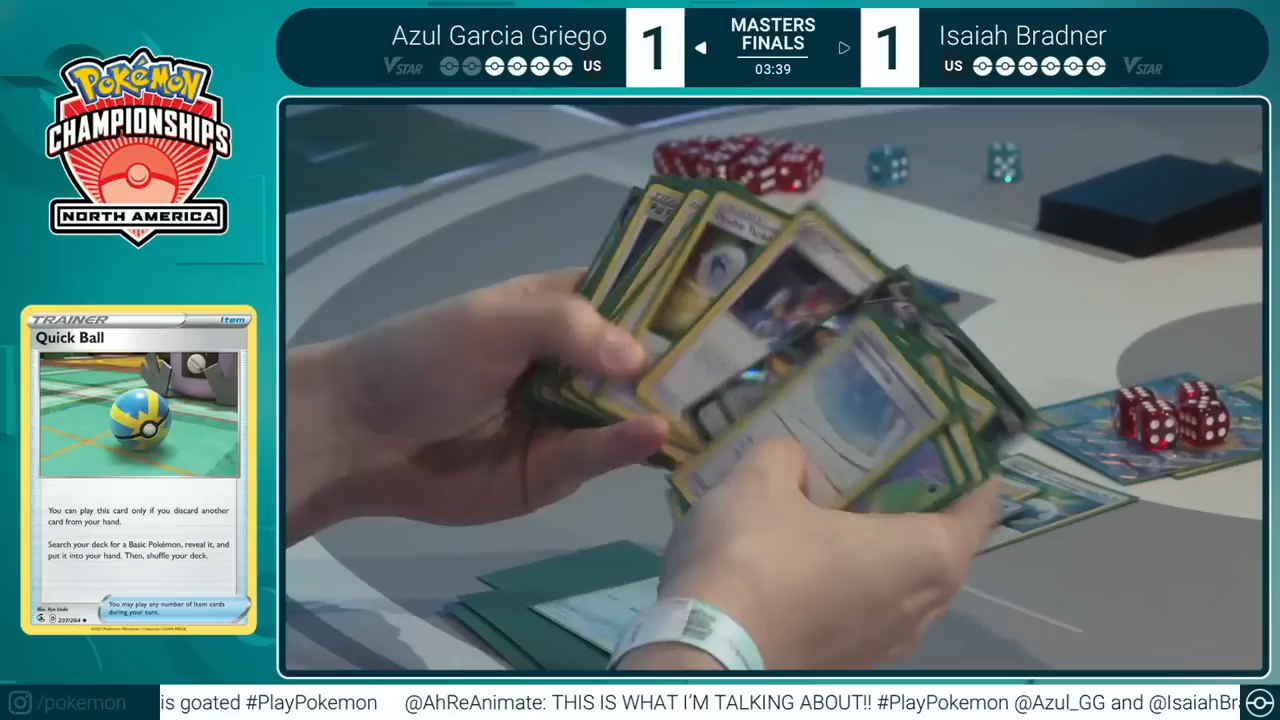 Azul Garcia Griego
VSTAR
US
1
MASTERS
FINALS
03:39
1
Isaiah Bradner
US
VSTAR
Pokémon
CHAMPIONSHIPS
NORTH AMERICA
TRAINER
Item
Quick Ball
You can play this card only if you discard another
card from your hand.
Search your deck for a Basic Pokémon, reveal it, and
put it into your hand. Then, shuffle your deck.
You may play any number of Item cards
during your turn.
237/264
/pokemon
is goated #PlayPokemon @AhReAnimate: THIS IS WHAT I'M TALKING ABOUT!! #PlayPokemon @Azul_GG and @IsaiahBr